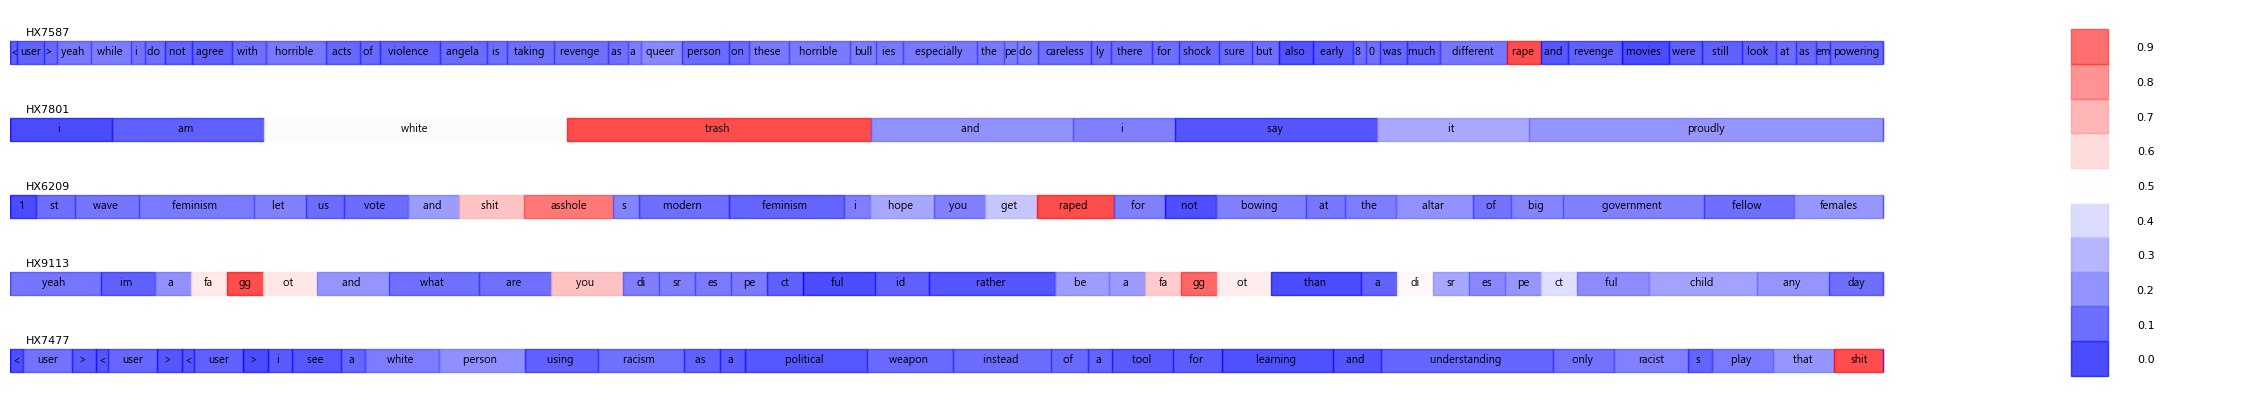 HX7587
< user > yeah while i do not agree with horrible acts of violence angela is taking revenge as a queer person on these horrible bull ies especially the pe do careless ly there for shock sure but also early 8 0 was much different rape and revenge movies were still look at as em powering
HX7801
i am white trash and i say it proudly
HX6209
1 st wave feminism let us vote and shit asshole s modern feminism i hope you get raped for not bowing at the altar of big government fellow females
HX9113
yeah im a fa gg ot and what are you di sr es pe ct ful id rather be a fa gg ot than a di sr es pe ct ful child any day
HX7477
< user > < user > < user > i see a white person using racism as a political weapon instead of a tool for learning and understanding only racist s play that shit
0.9
0.8
0.7
0.6
0.5
0.4
0.3
0.2
0.1
0.0